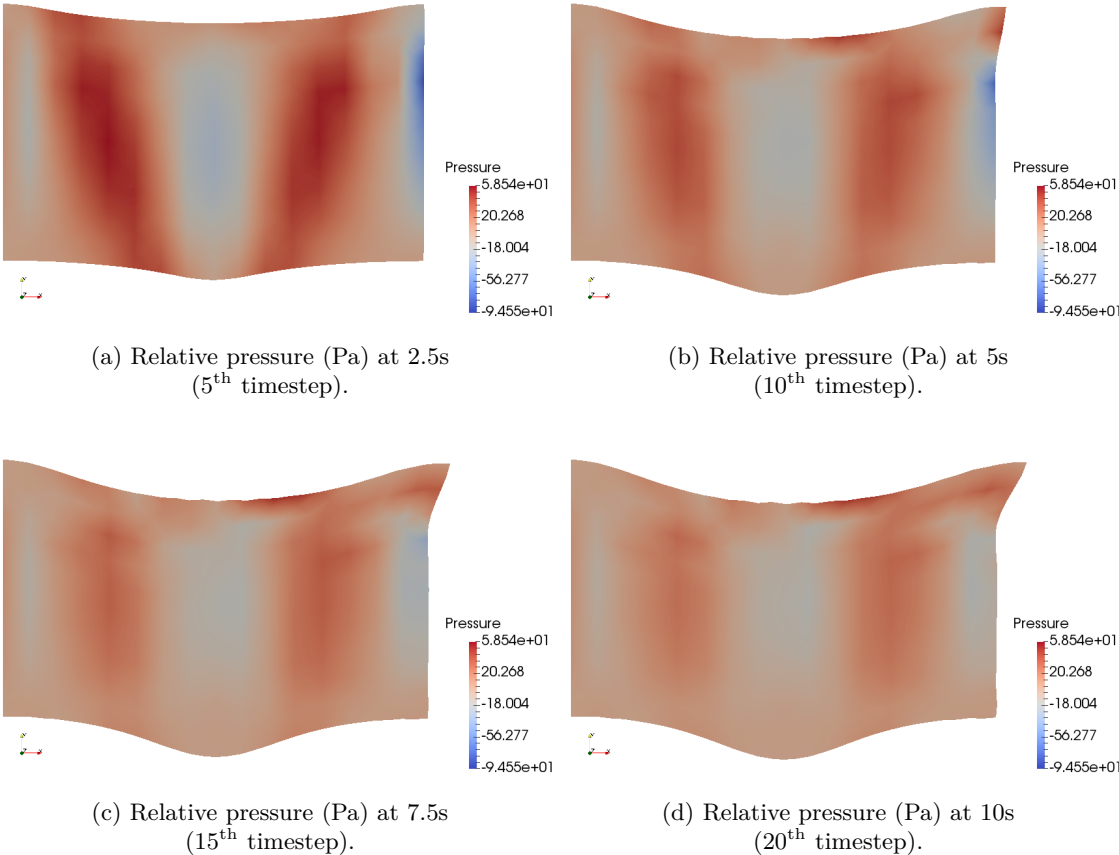 Pressure
5.854e+01
20.268
-18.004
-56.277
-9.455e+01
(a) Relative pressure (Pa) at 2.5s
(5th timestep).
Pressure
5.854e+01
20.268
-18.004
-56.277
-9.455e+01
(b) Relative pressure (Pa) at 5s
(10th timestep).
Pressure
5.854e+01
20.268
-18.004
-56.277
-9.455e+01
(c) Relative pressure (Pa) at 7.5s
(15th timestep).
Pressure
5.854e+01
20.268
-18.004
-56.277
-9.455e+01
(d) Relative pressure (Pa) at 10s
(20th timestep).